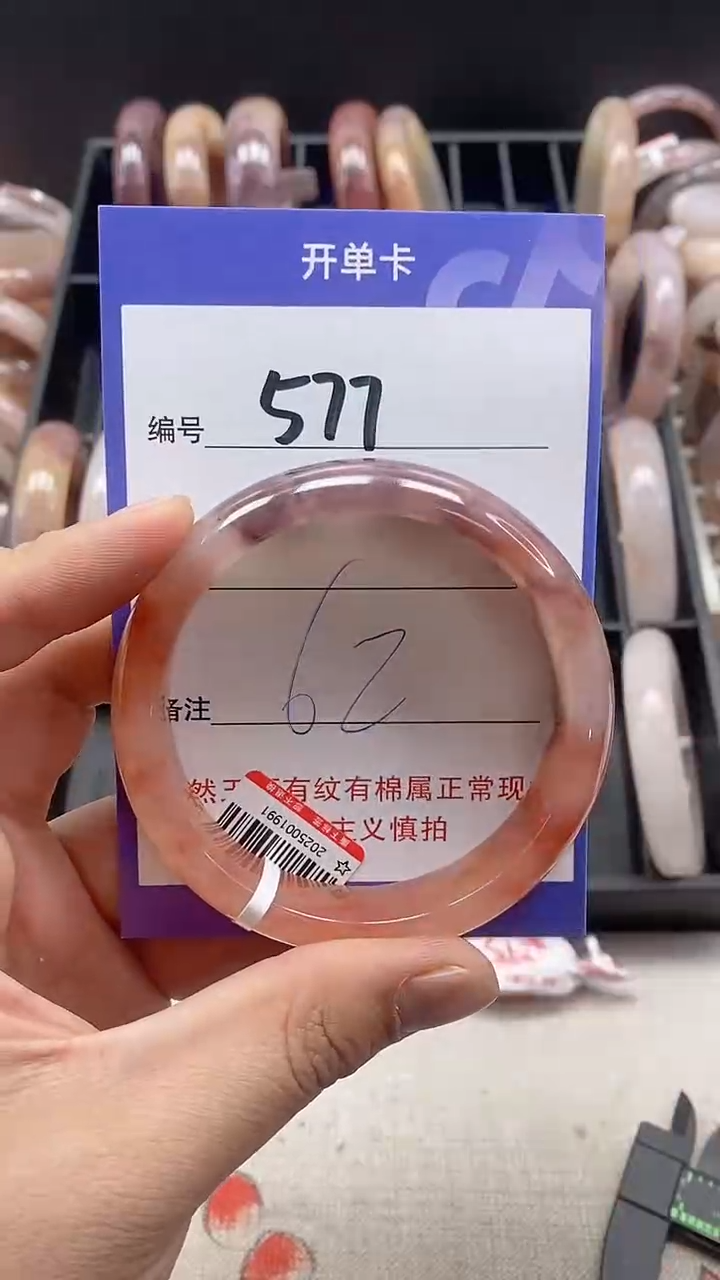 开单卡
编号 577
62
备注
然 有纹有棉属正常现
主义慎拍
2025001991